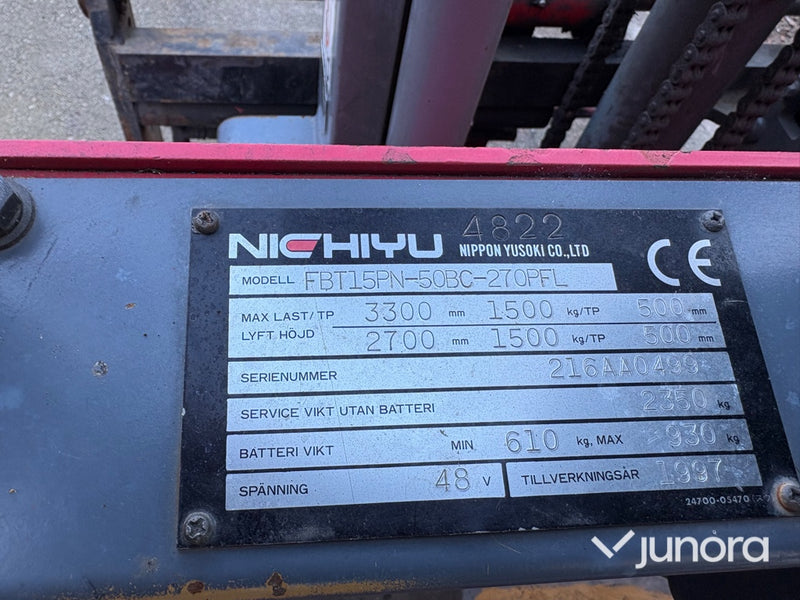 NICHIYU 4822
NIPPON YUSOKI CO.,LTD
CE
MODELL FBT15PN-50BC-270PFL
MAX LAST/TP 3300 mm 1500 kg/TP 500 mm
LYFT HÖJD 2700 mm 1500 kg/TP 500 mm
SERIENUMMER 216AA0499
SERVICE VIKT UTAN BATTERI 2350 kg
BATTERI VIKT MIN 610 kg, MAX 930 kg
SPÄNNING 48 V TILLVERKNINGSÅR 1997
24700-05470
junora